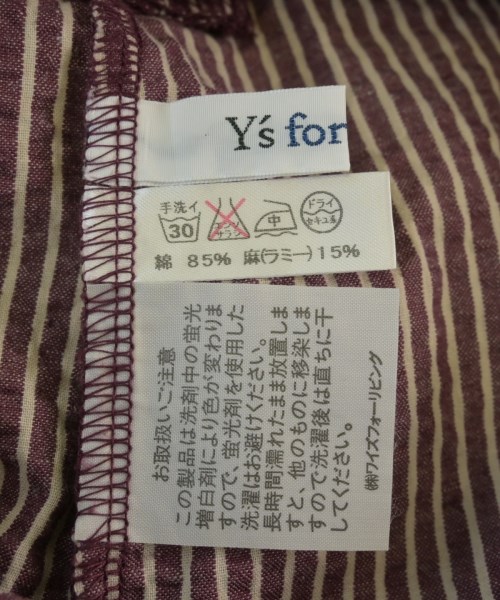 Y's for
手洗イ
30
エンソ
サラシ
中
ドライ
セキユ系
綿 85% 麻(ラミー)15%
お取扱いご注意
この製品は洗剤中の蛍光
増白剤により色が変わりま
すので、蛍光剤を使用した
洗濯はお避けください。
長時間濡れたまま放置しま
すと、他のものに移染しま
すので洗濯後は直ちに干
してください。
㈱ワイズフォーリビング